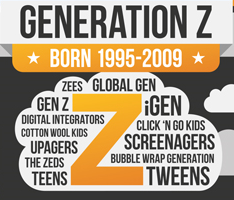 GENERATION Z
★ BORN 1995-2009 ★
ZEES GLOBAL GEN
GEN Z iGEN
DIGITAL INTEGRATORS CLICK 'N GO KIDS
COTTON WOOL KIDS SCREENAGERS
UPAGERS BUBBLE WRAP GENERATION
THE ZEDS TWEENS
TEENS
Z